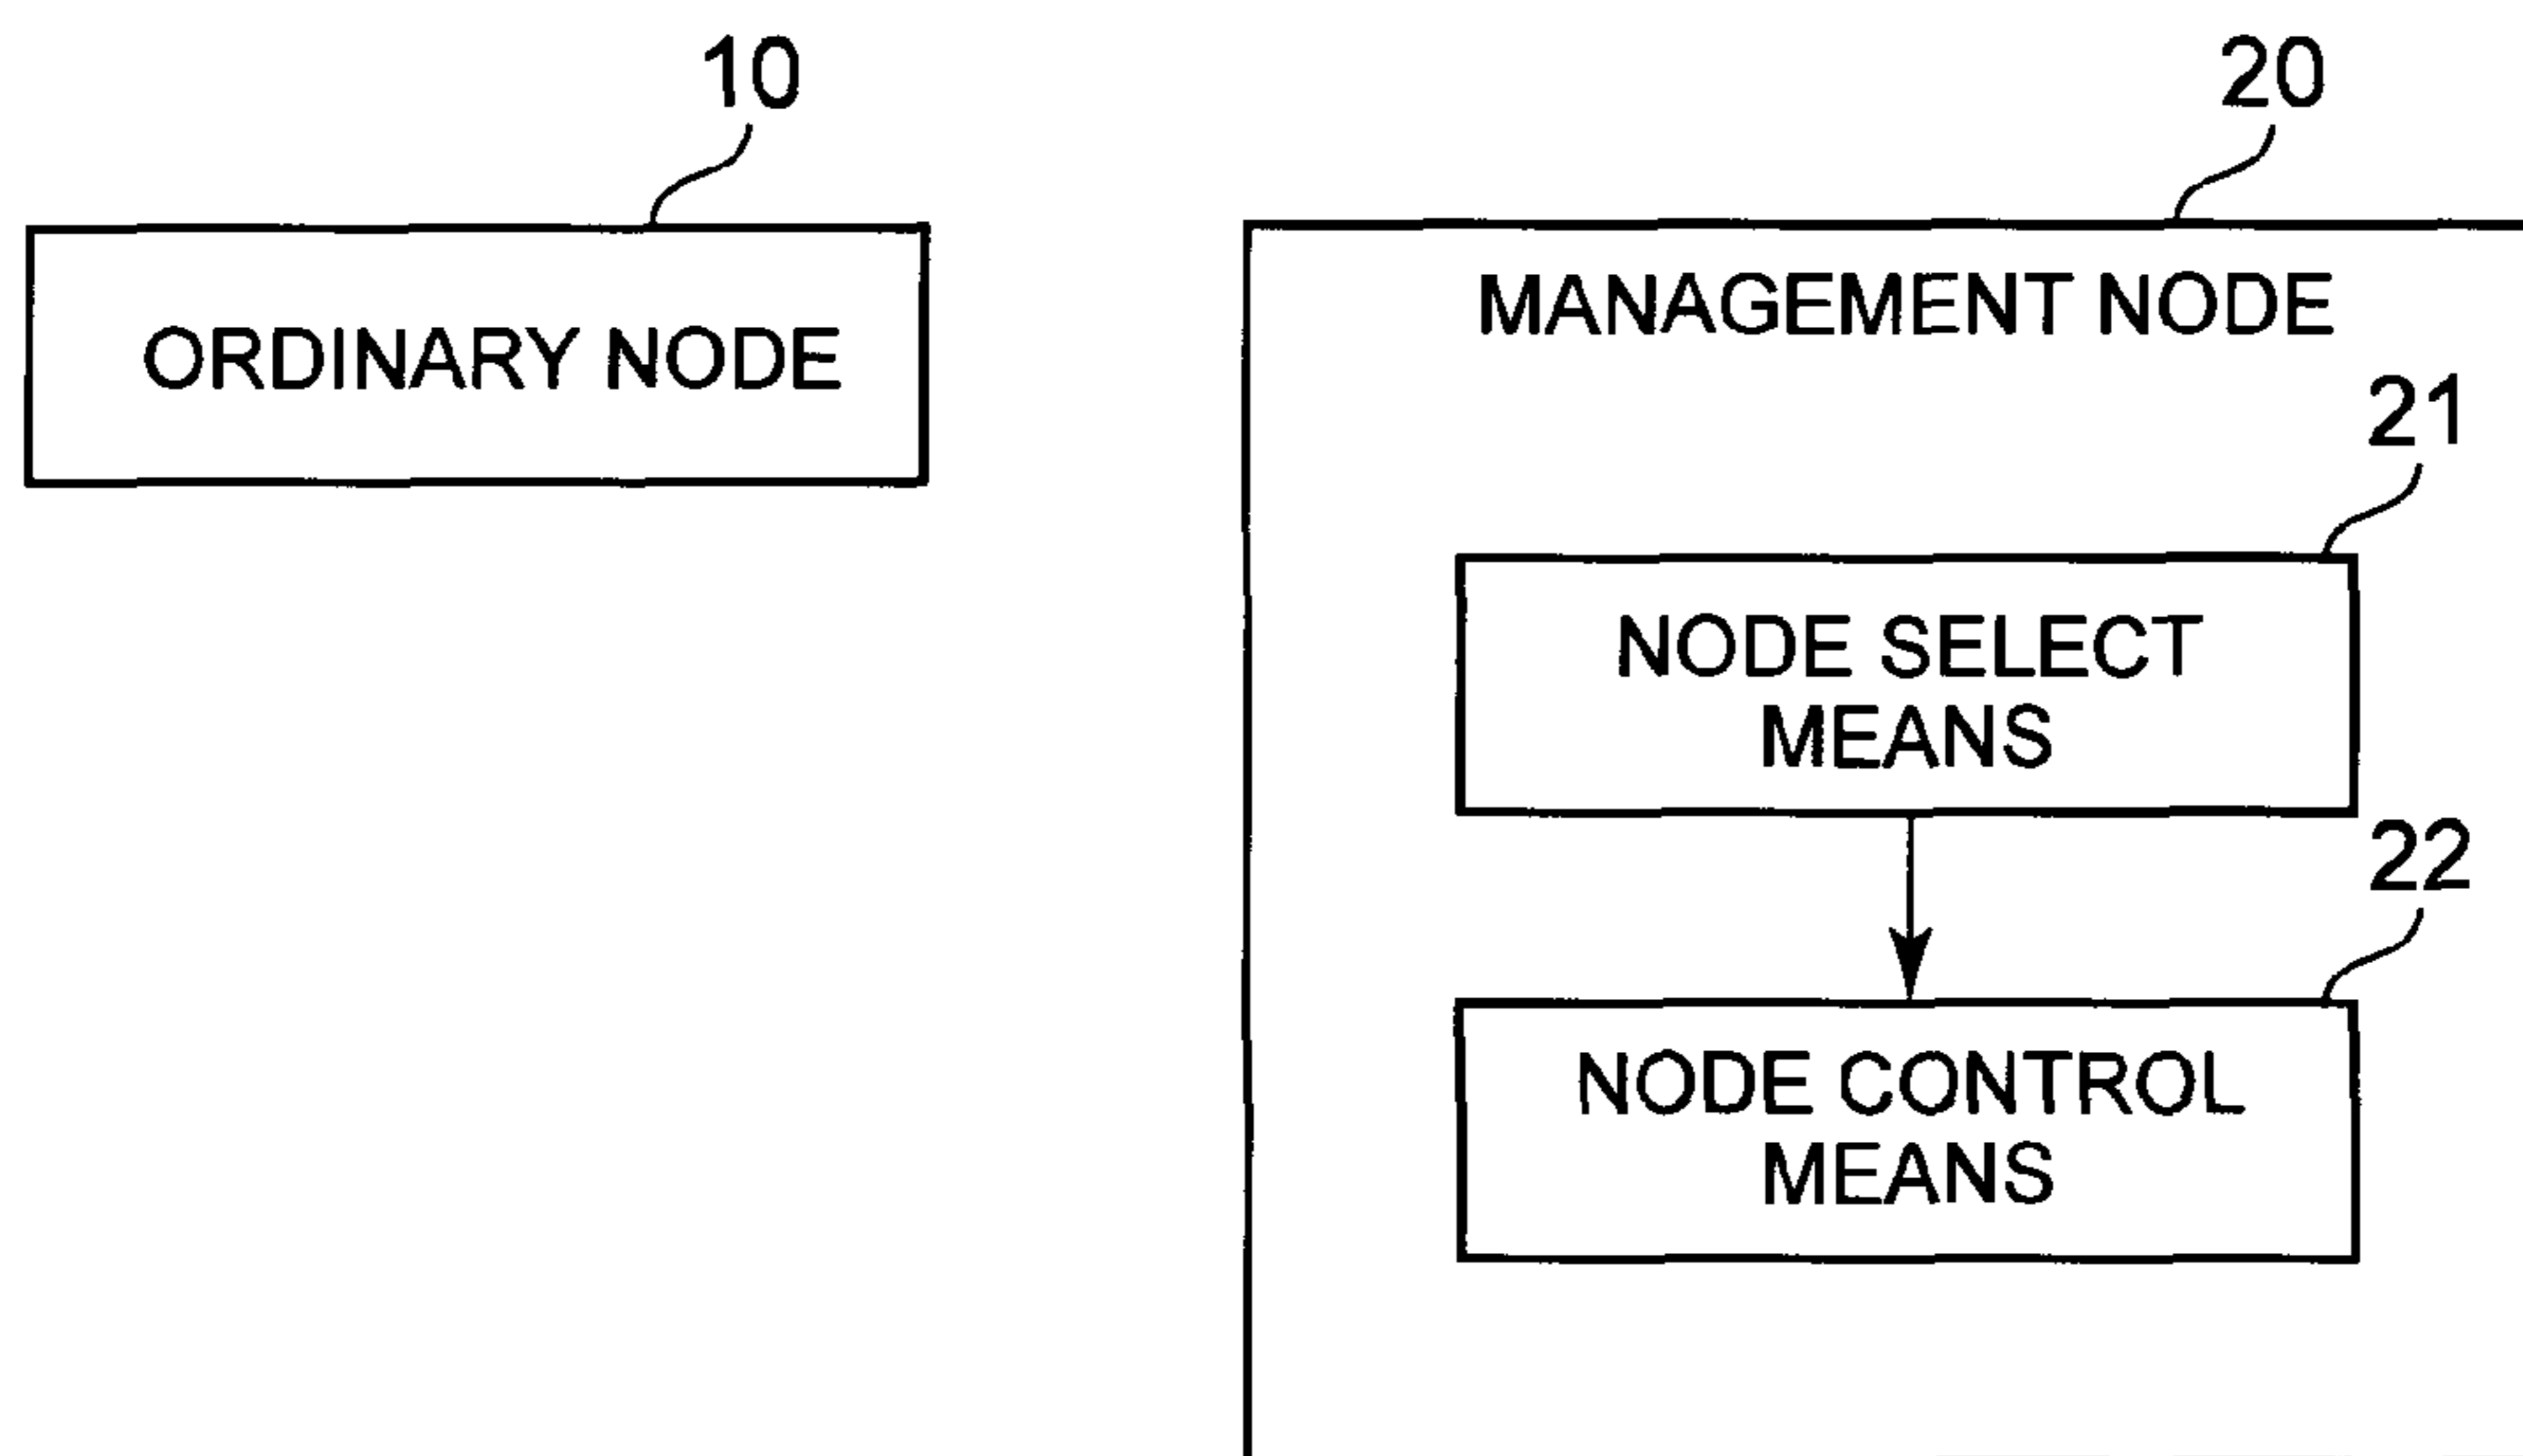 10
ORDINARY NODE
20
MANAGEMENT NODE
21
NODE SELECT
MEANS
22
NODE CONTROL
MEANS